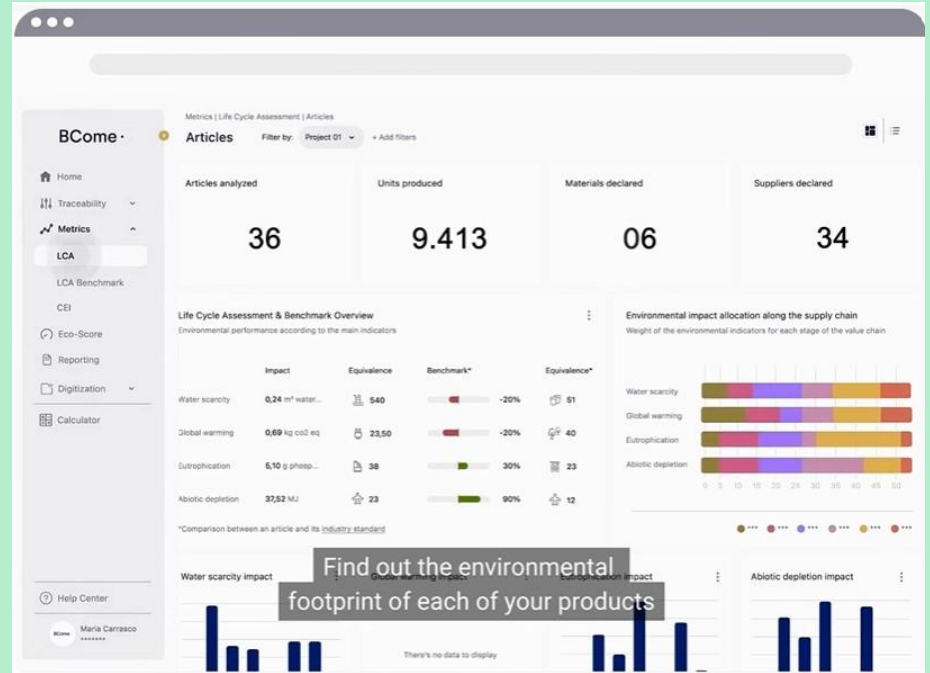 BCome·
Home
Traceability
Metrics
LCA
LCA Benchmark
CEI
Eco-Score
Reporting
Digitization
Calculator
Help Center
BCome
Maria Carrasco
*******
Metrics | Life Cycle Assessment | Articles
Articles
Filter by: Project 01
+ Add filters
Articles analyzed
36
Units produced
9.413
Materials declared
06
Suppliers declared
34
Life Cycle Assessment & Benchmark Overview
Environmental performance according to the main indicators
Impact Equivalence Benchmark* Equivalence*
Water scarcity 0,24 m² water... 540 -20% 51
Global warming 0,69 kg co2 eq 23,50 -20% 40
Eutrophication 5,10 g phosp... 38 30% 23
Abiotic depletion 37,52 MJ 23 90% 12
*Comparison between an article and its industry standard
Environmental impact allocation along the supply chain
Weight of the environmental indicators for each stage of the value chain
Water scarcity
Global warming
Eutrophication
Abiotic depletion
0 5 10 15 20 25 30 35 40 45 50
*** *** *** *** *** ***
Water scarcity impact
Global warming impact
Eutrophication impact
Abiotic depletion impact
There's no data to display
Find out the environmental
footprint of each of your products